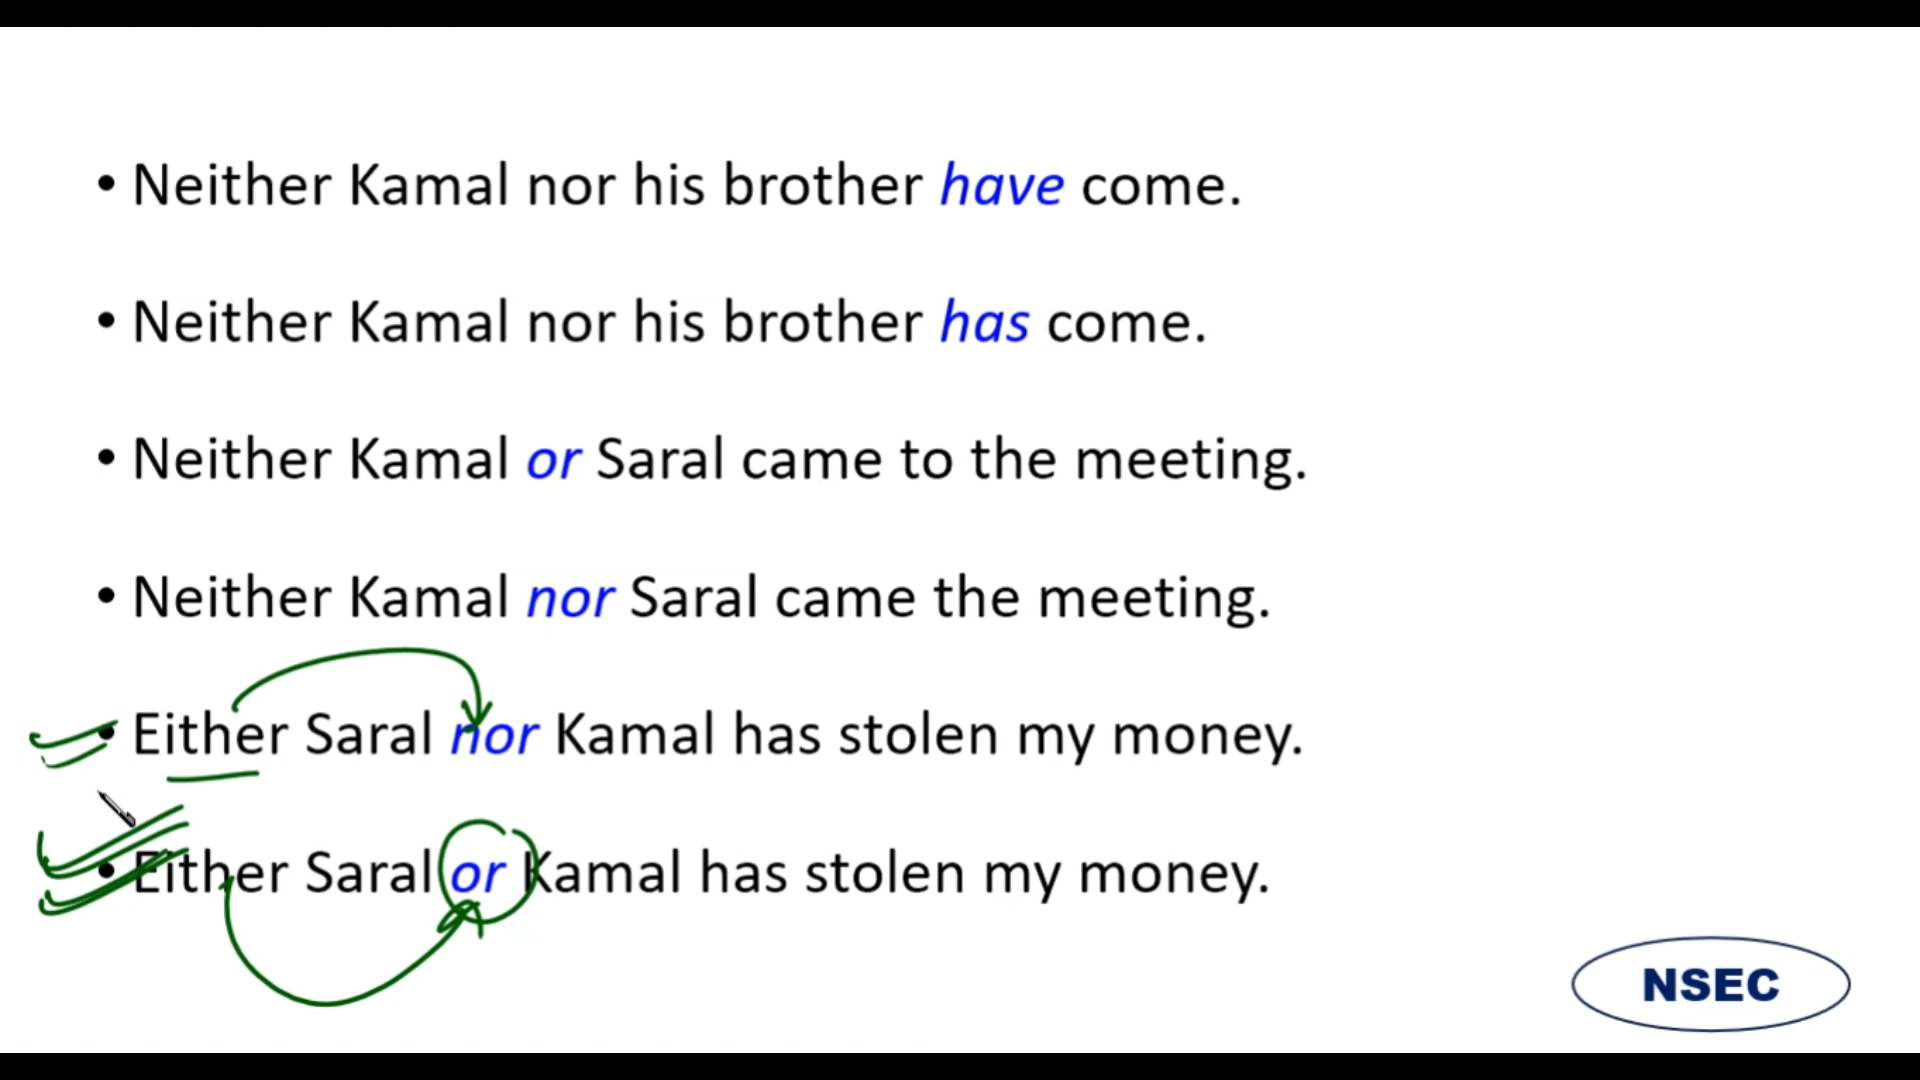 • Neither Kamal nor his brother have come.
• Neither Kamal nor his brother has come.
• Neither Kamal or Saral came to the meeting.
• Neither Kamal nor Saral came the meeting.
• Either Saral nor Kamal has stolen my money.
• Either Saral or Kamal has stolen my money.
NSEC